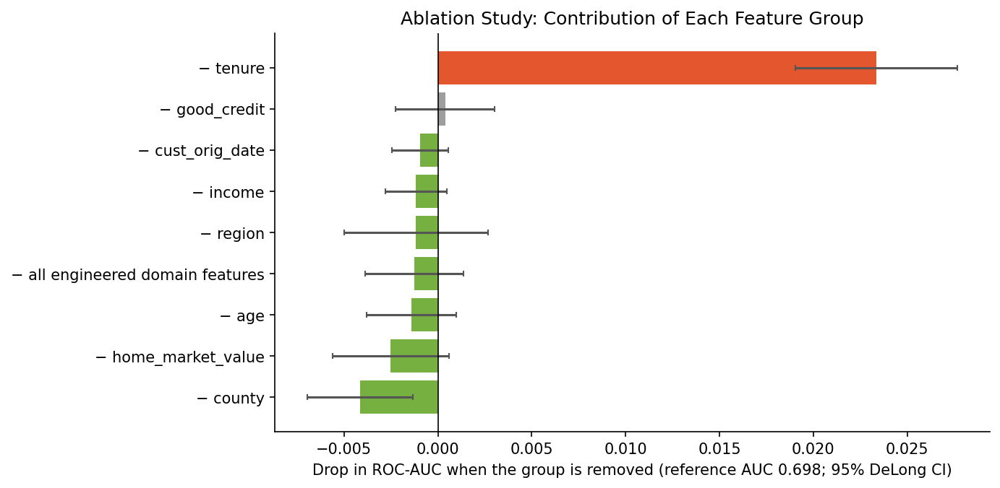 Ablation Study: Contribution of Each Feature Group
− tenure
− good_credit
− cust_orig_date
− income
− region
− all engineered domain features
− age
− home_market_value
− county
−0.005 0.000 0.005 0.010 0.015 0.020 0.025
Drop in ROC-AUC when the group is removed (reference AUC 0.698; 95% DeLong CI)